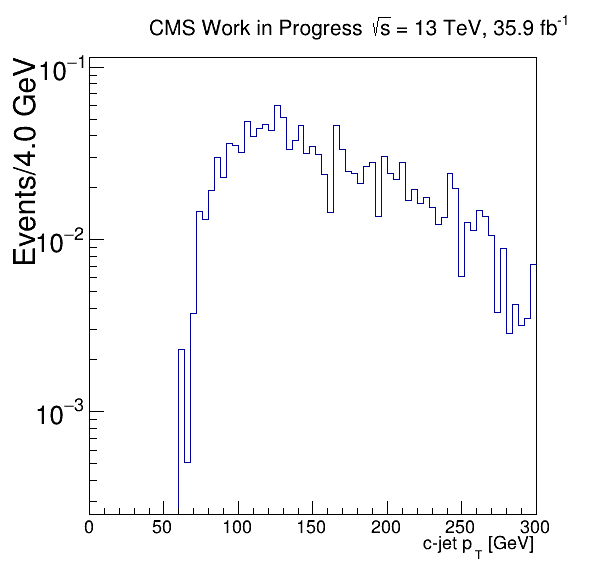 CMS Work in Progress √s = 13 TeV, 35.9 fb⁻¹
Events/4.0 GeV
10⁻¹
10⁻²
10⁻³
0 50 100 150 200 250 300
c-jet p_T [GeV]